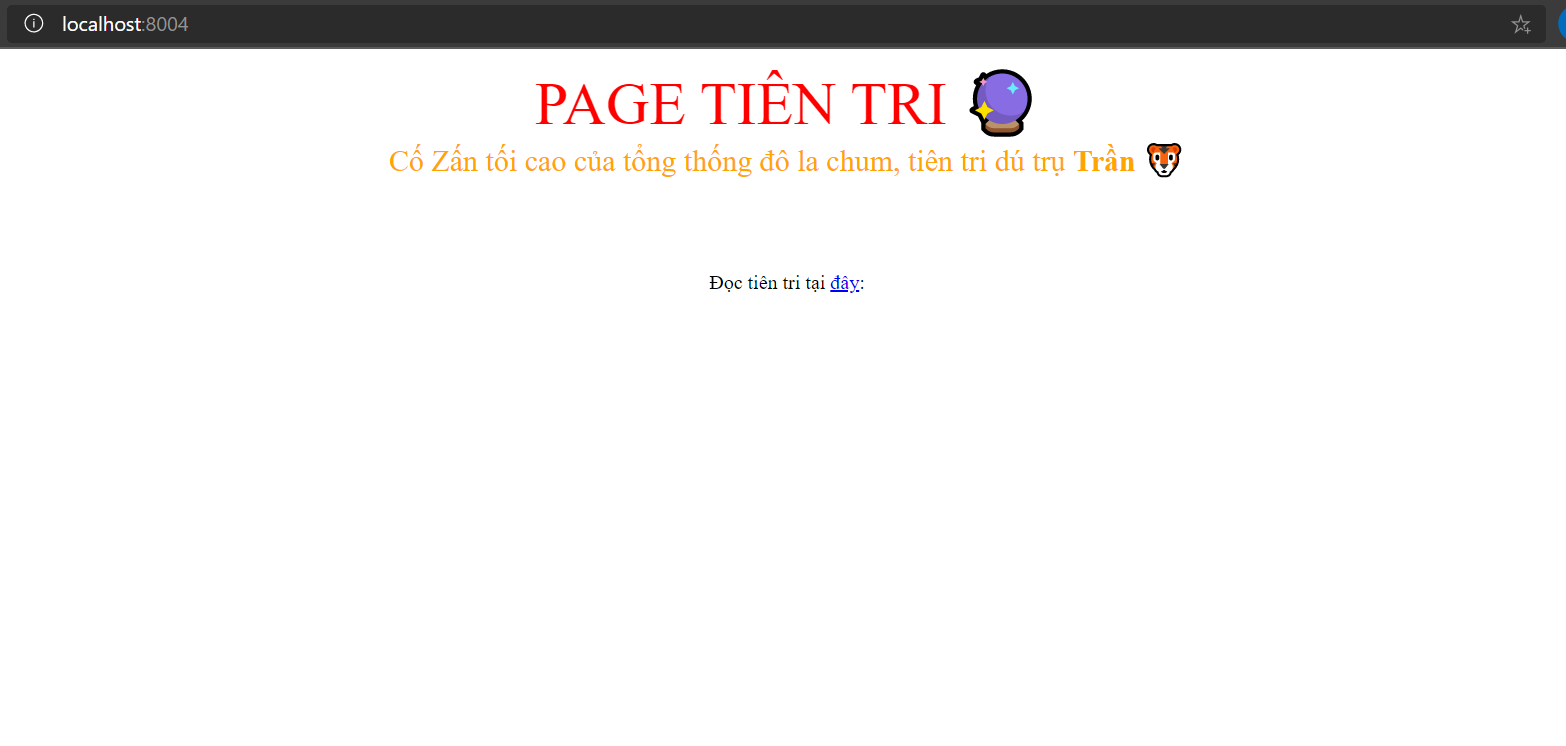 localhost:8004
PAGE TIÊN TRI 🔮
Cố Zấn tối cao của tổng thống đô la chum, tiên tri dú trụ Trần 🐯
Đọc tiên tri tại đây: